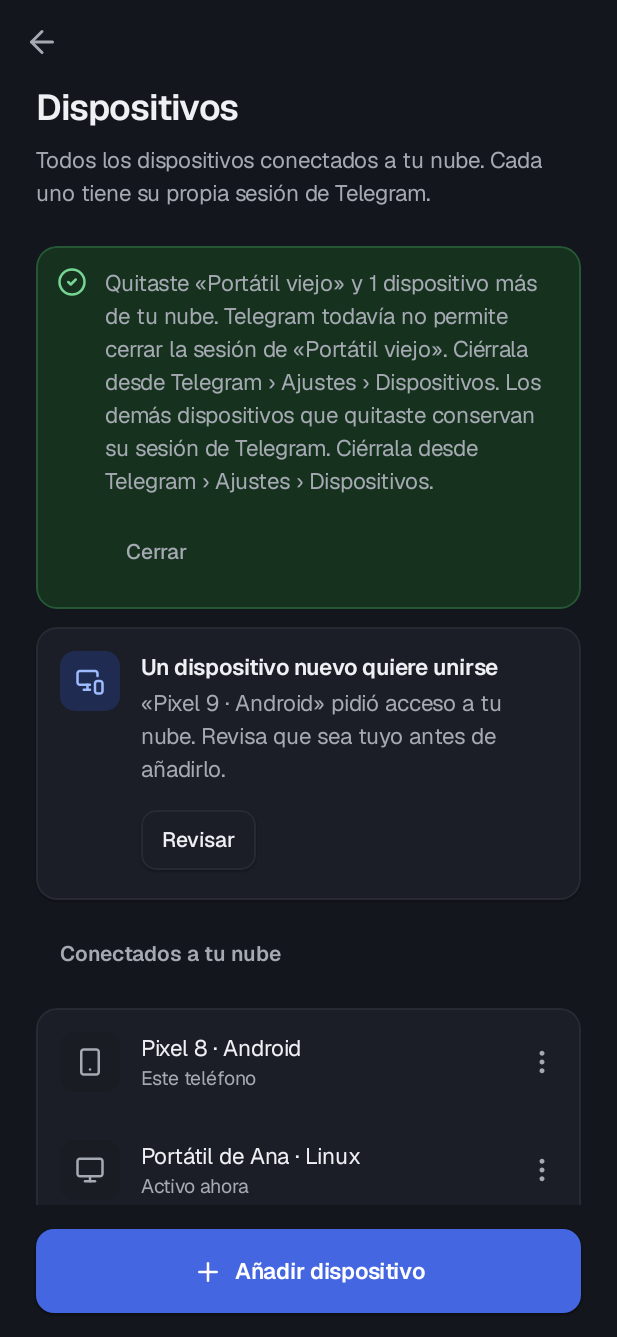 Dispositivos
Todos los dispositivos conectados a tu nube. Cada
uno tiene su propia sesión de Telegram.
Quitaste «Portátil viejo» y 1 dispositivo más
de tu nube. Telegram todavía no permite
cerrar la sesión de «Portátil viejo». Ciérrala
desde Telegram › Ajustes › Dispositivos. Los
demás dispositivos que quitaste conservan
su sesión de Telegram. Ciérrala desde
Telegram › Ajustes › Dispositivos.
Cerrar
Un dispositivo nuevo quiere unirse
«Pixel 9 · Android» pidió acceso a tu
nube. Revisa que sea tuyo antes de
añadirlo.
Revisar
Conectados a tu nube
Pixel 8 · Android
Este teléfono
Portátil de Ana · Linux
Activo ahora
Añadir dispositivo